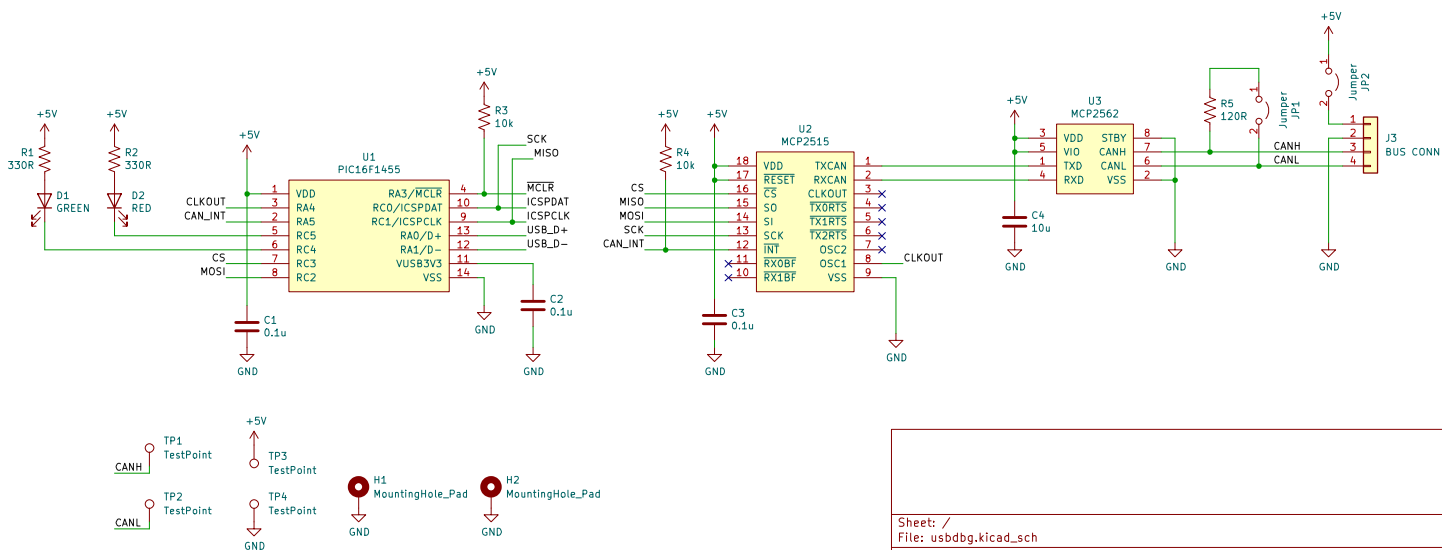 +5V
R1
330R
D1
GREEN
+5V
R2
330R
D2
RED
+5V
U1
PIC16F1455
CLKOUT
CAN_INT
CS
MOSI
1 VDD
3 RA4
2 RA5
5 RC5
6 RC4
7 RC3
8 RC2
RA3/MCLR 4
RC0/ICSPDAT 10
RC1/ICSPCLK 9
RA0/D+ 13
RA1/D- 12
VUSB3V3 11
VSS 14
+5V
R3
10k
SCK
MISO
MCLR
ICSPDAT
ICSPCLK
USB_D+
USB_D-
C1
0.1u
GND
GND
C2
0.1u
GND
+5V
R4
10k
+5V
U2
MCP2515
CS
MISO
MOSI
SCK
CAN_INT
18 VDD
17 RESET
16 CS
15 SO
14 SI
13 SCK
12 INT
11 RX0BF
10 RX1BF
TXCAN 1
RXCAN 2
CLKOUT 3
TX0RTS 4
TX1RTS 5
TX2RTS 6
OSC2 7
OSC1 8
VSS 9
CLKOUT
C3
0.1u
GND
GND
+5V
U3
MCP2562
3 VDD
5 VIO
1 TXD
4 RXD
STBY 8
CANH 7
CANL 6
VSS 2
C4
10u
GND
GND
R5
120R
1
2
Jumper
JP1
+5V
1
2
Jumper
JP2
CANH
CANL
1
2
3
4
J3
BUS CONN
GND
TP1
TestPoint
CANH
TP2
TestPoint
CANL
+5V
TP3
TestPoint
TP4
TestPoint
GND
H1
MountingHole_Pad
GND
H2
MountingHole_Pad
GND
Sheet: /
File: usbdbg.kicad_sch